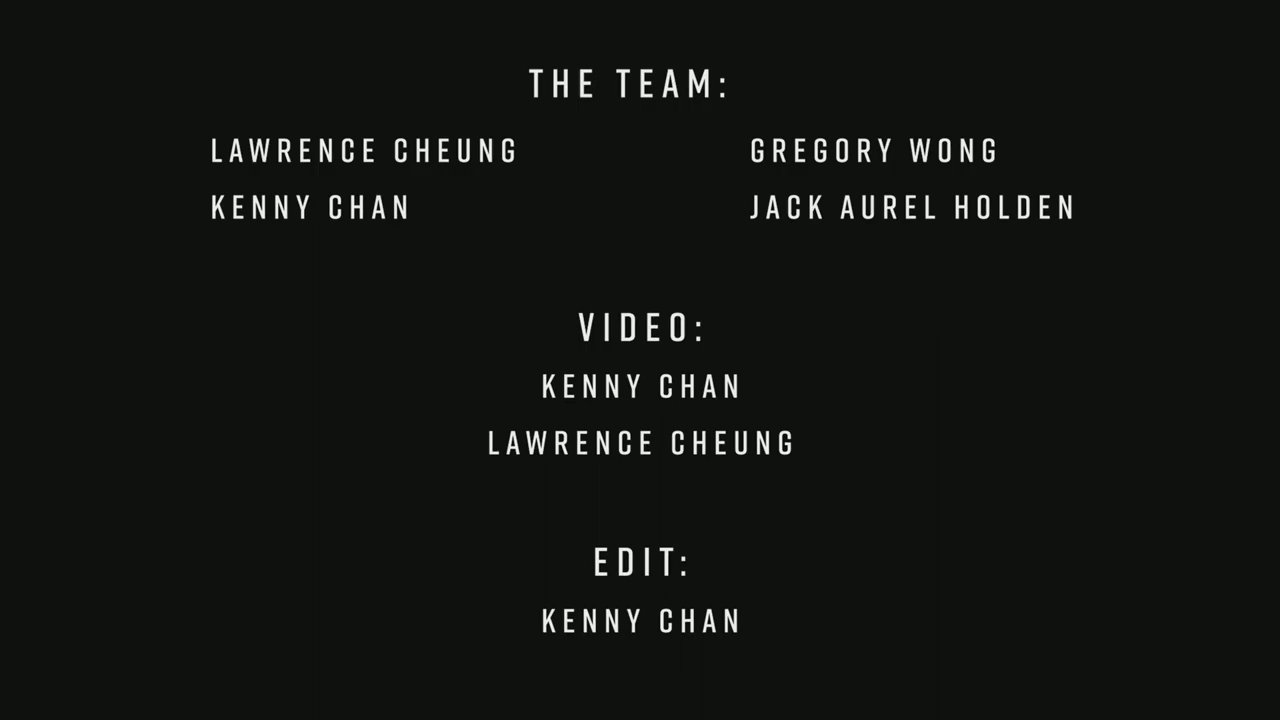 THE TEAM:
LAWRENCE CHEUNG
GREGORY WONG
KENNY CHAN
JACK AUREL HOLDEN
VIDEO:
KENNY CHAN
LAWRENCE CHEUNG
EDIT:
KENNY CHAN